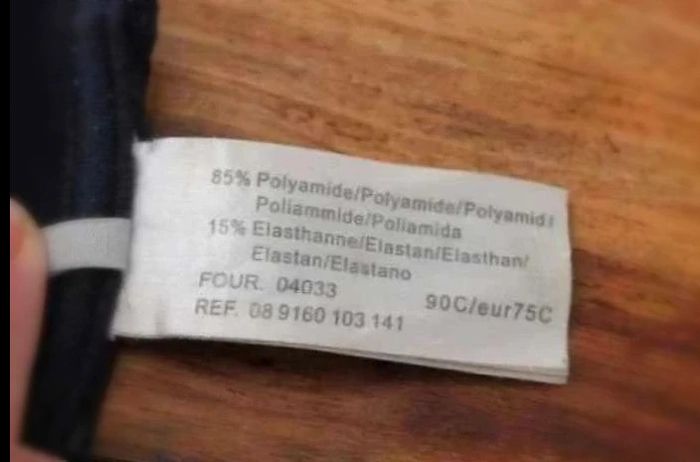 85% Polyamide/Polyamide/Polyamid/
Poliammide/Poliamida
15% Elasthanne/Elastan/Elasthan/
Elastan/Elastano
FOUR. 04033
90C/eur75C
REF. 08 9160 103 141